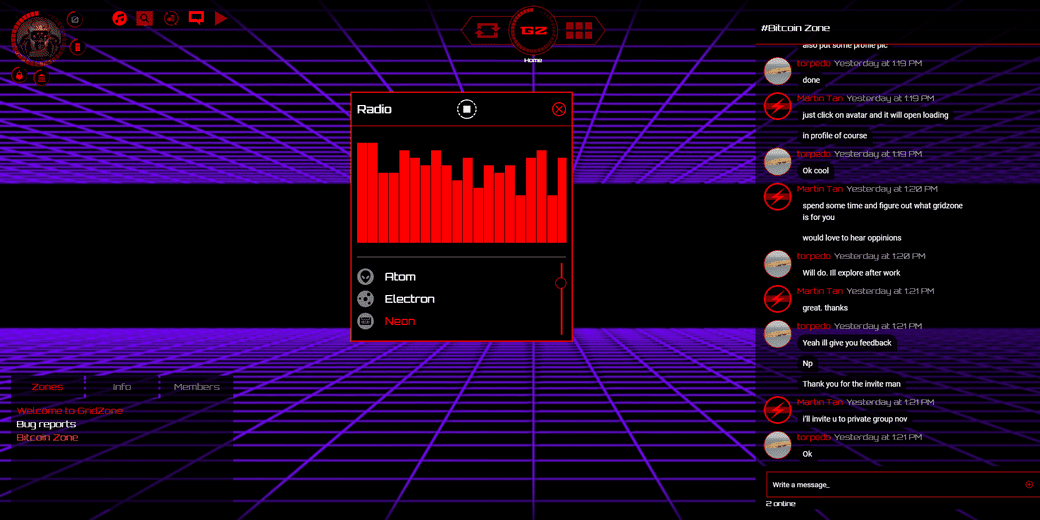 GZ
Home
Radio
Atom
Electron
Neon
Zones
Info
Members
Welcome to GridZone
Bug reports
Bitcoin Zone
#Bitcoin Zone
also put some profile pic
torpedo Yesterday at 1:19 PM
done
Martin Tan Yesterday at 1:19 PM
just click on avatar and it will open loading
in profile of course
torpedo Yesterday at 1:19 PM
Ok cool
Martin Tan Yesterday at 1:20 PM
spend some time and figure out what gridzone
is for you
would love to hear oppinions
torpedo Yesterday at 1:20 PM
Will do. Ill explore after work
Martin Tan Yesterday at 1:21 PM
great. thanks
torpedo Yesterday at 1:21 PM
Yeah ill give you feedback
Np
Thank you for the invite man
Martin Tan Yesterday at 1:21 PM
i'll invite u to private group nov
torpedo Yesterday at 1:21 PM
Ok
Write a message_
2 online